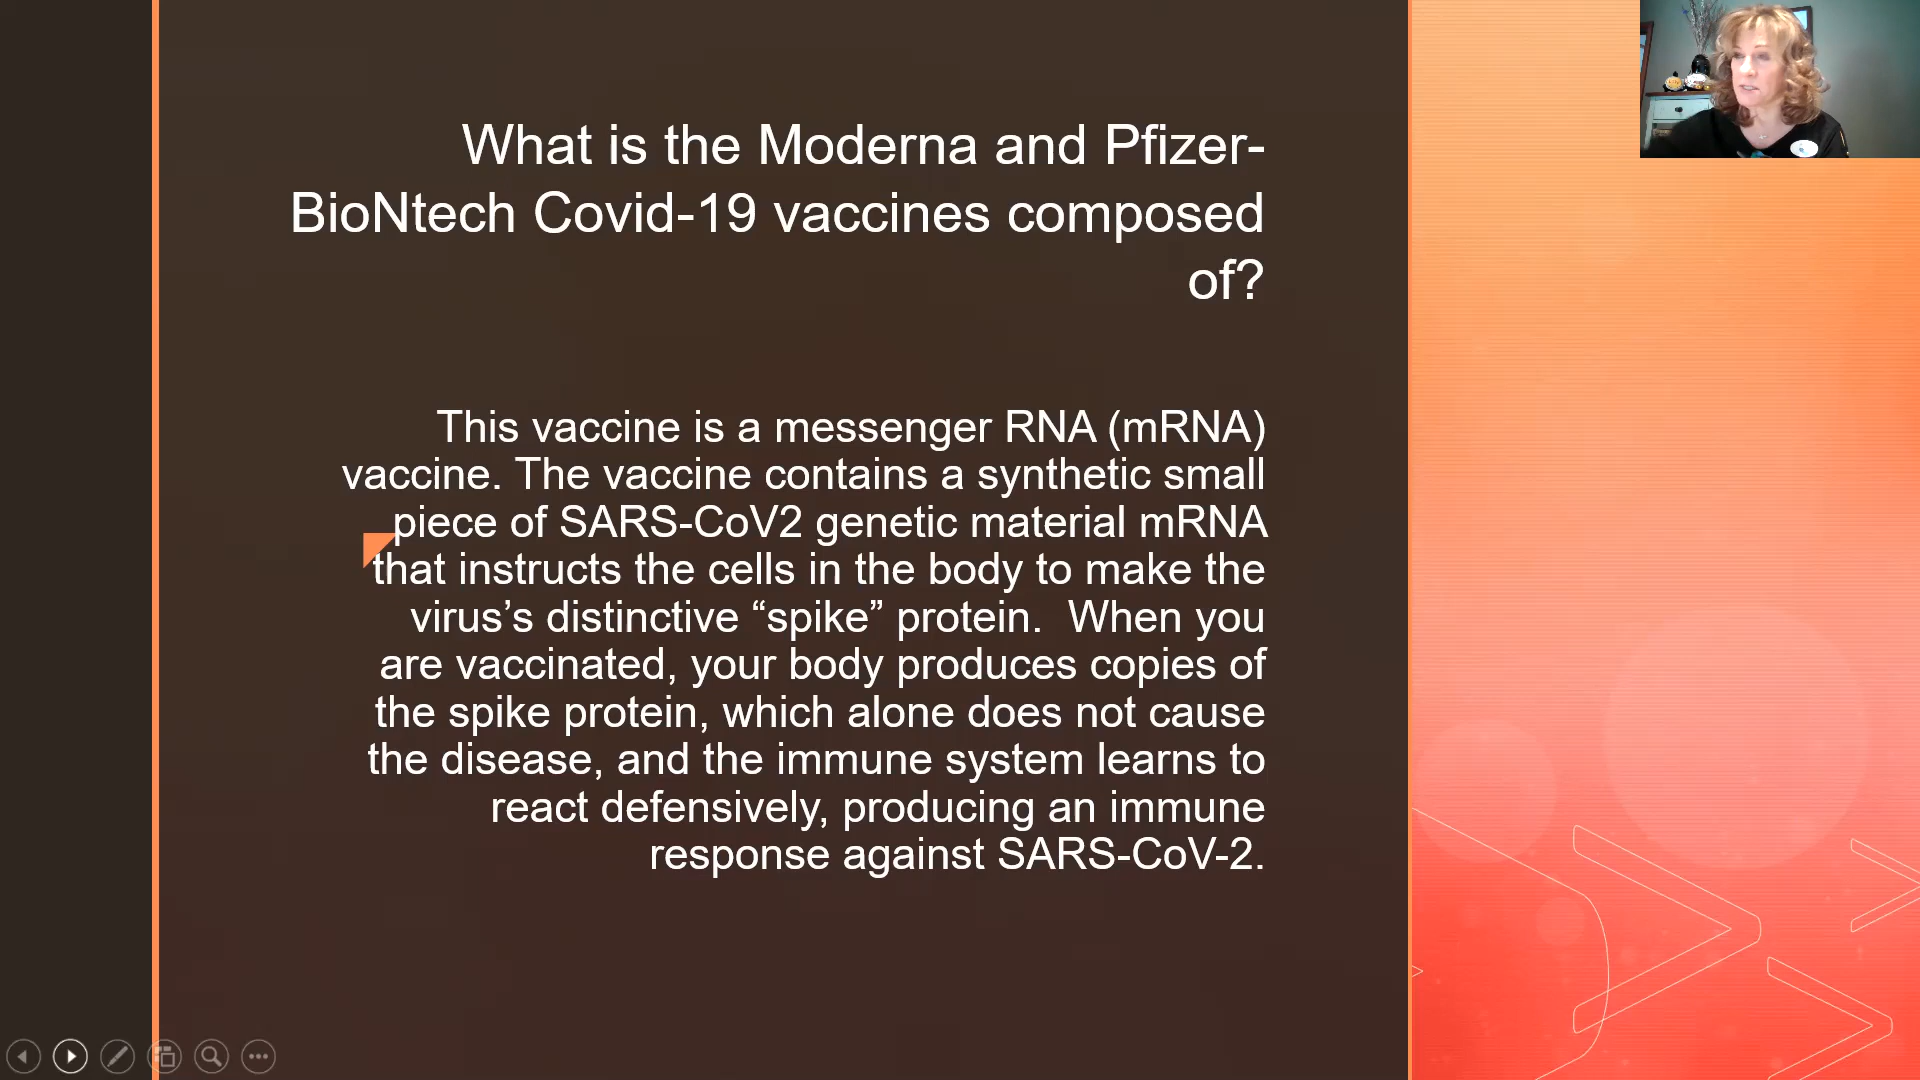 What is the Moderna and Pfizer-
BioNtech Covid-19 vaccines composed
of?
This vaccine is a messenger RNA (mRNA)
vaccine. The vaccine contains a synthetic small
piece of SARS-CoV2 genetic material mRNA
that instructs the cells in the body to make the
virus’s distinctive “spike” protein.  When you
are vaccinated, your body produces copies of
the spike protein, which alone does not cause
the disease, and the immune system learns to
react defensively, producing an immune
response against SARS-CoV-2.